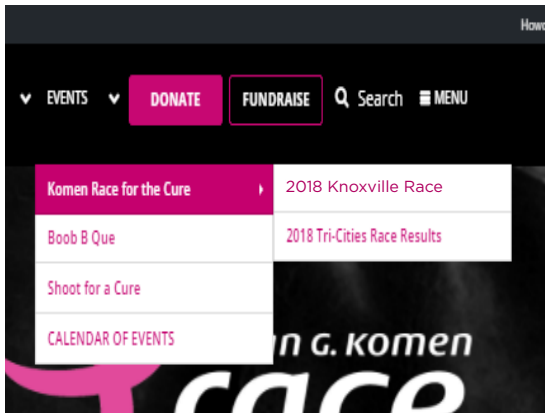 Howd
EVENTS DONATE FUNDRAISE Search MENU
Komen Race for the Cure
2018 Knoxville Race
Boob B Que
2018 Tri-Cities Race Results
Shoot for a Cure
CALENDAR OF EVENTS
n G. Komen
race